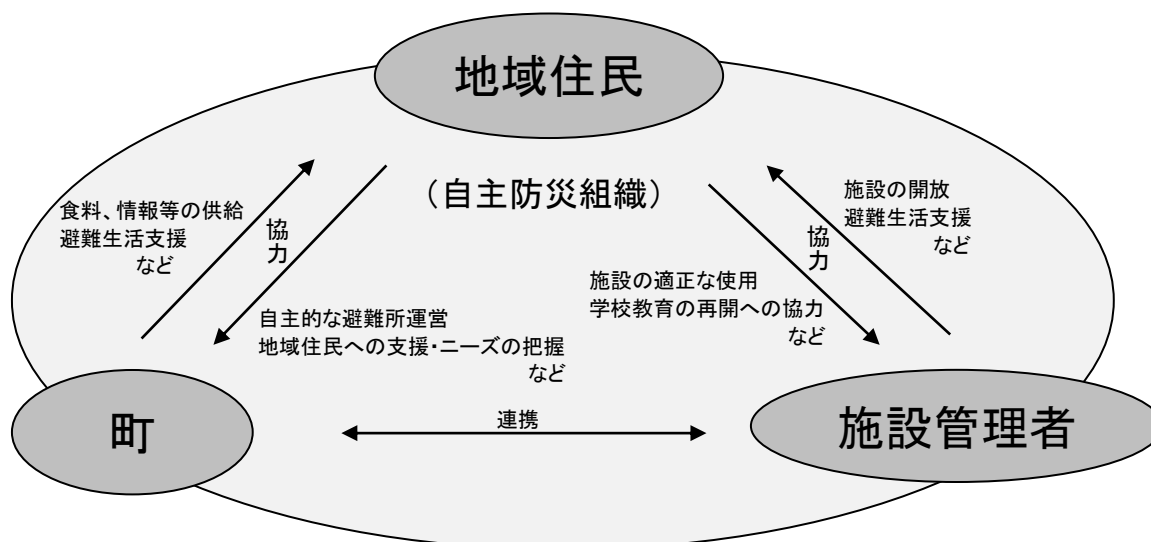 地域住民
(自主防災組織)
食料、情報等の供給
避難生活支援
など
協力
自主的な避難所運営
地域住民への支援・ニーズの把握
など
施設の開放
避難生活支援
など
協力
施設の適正な使用
学校教育の再開への協力
など
町
連携
施設管理者